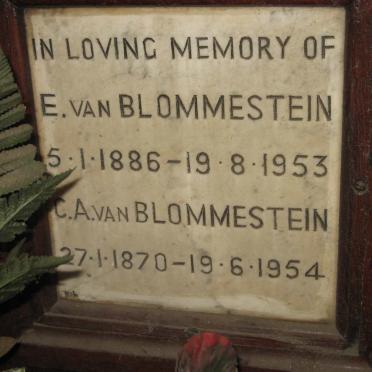 IN LOVING MEMORY OF
E. VAN BLOMMESTEIN
5·1·1886–19·8·1953
C.A. VAN BLOMMESTEIN
27·1·1870–19·6·1954